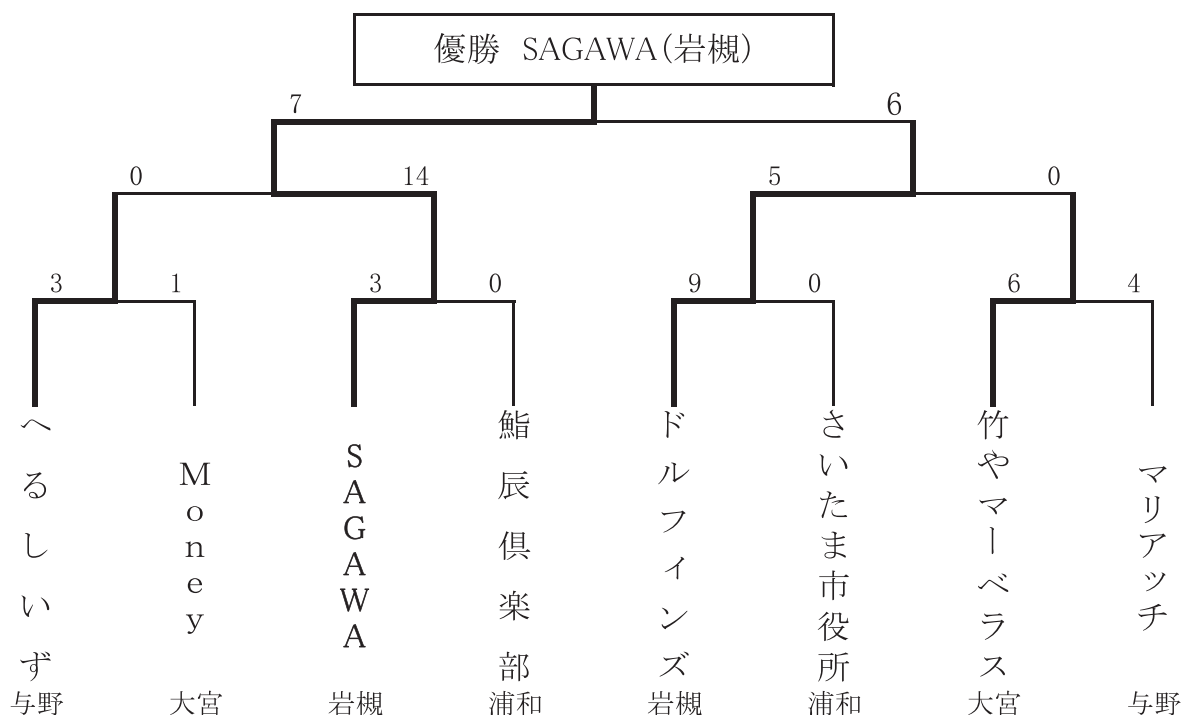 優勝 SAGAWA(岩槻)
7 6
0 14 5 0
3 1 3 0 9 0 6 4
へるしいず
Money
SAGAWA
鮨辰倶楽部
ドルフィンズ
さいたま市役所
竹やマーベラス
マリアッチ
与野 大宮 岩槻 浦和 岩槻 浦和 大宮 与野